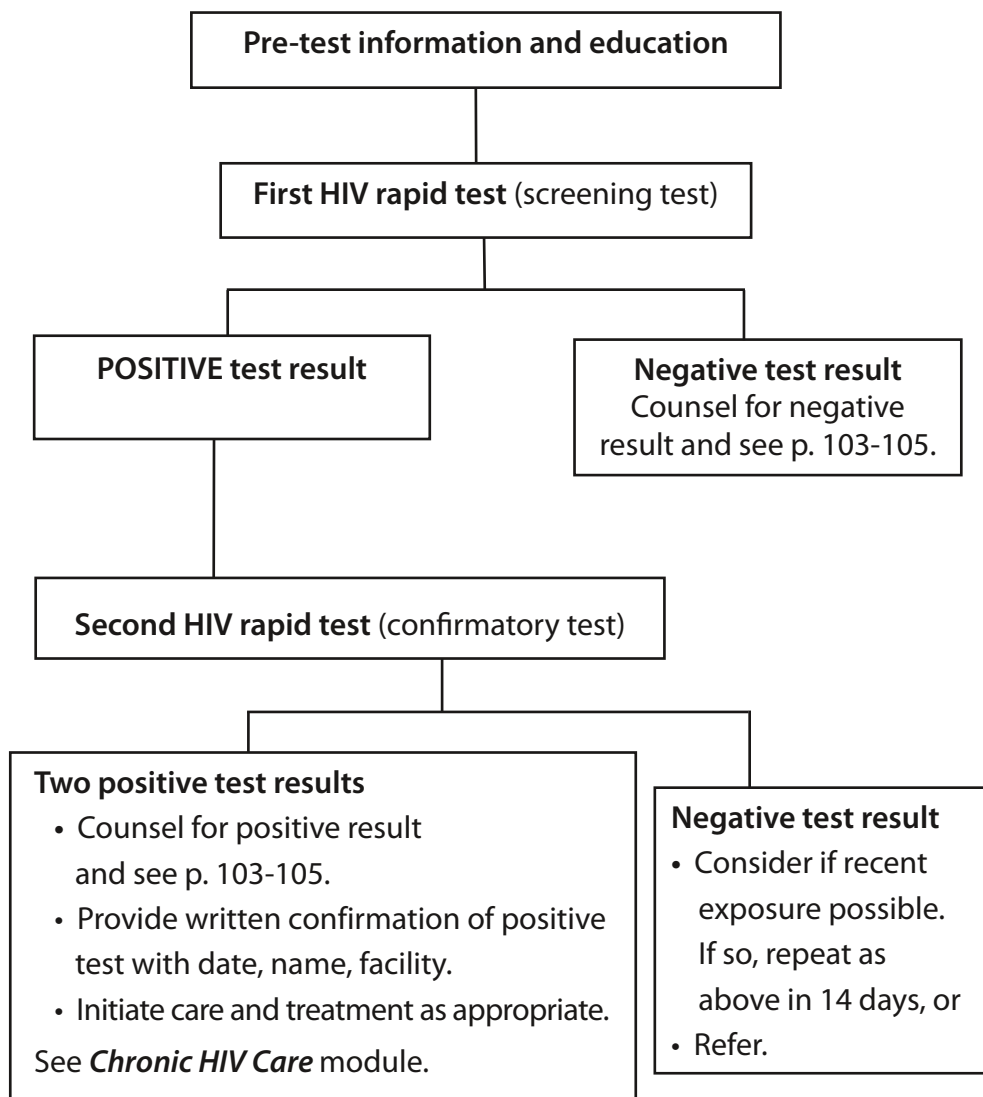 Pre-test information and education
First HIV rapid test (screening test)
POSITIVE test result
Negative test result
Counsel for negative
result and see p. 103-105.
Second HIV rapid test (confirmatory test)
Two positive test results
• Counsel for positive result
and see p. 103-105.
• Provide written confirmation of positive
test with date, name, facility.
• Initiate care and treatment as appropriate.
See Chronic HIV Care module.
Negative test result
• Consider if recent
exposure possible.
If so, repeat as
above in 14 days, or
• Refer.